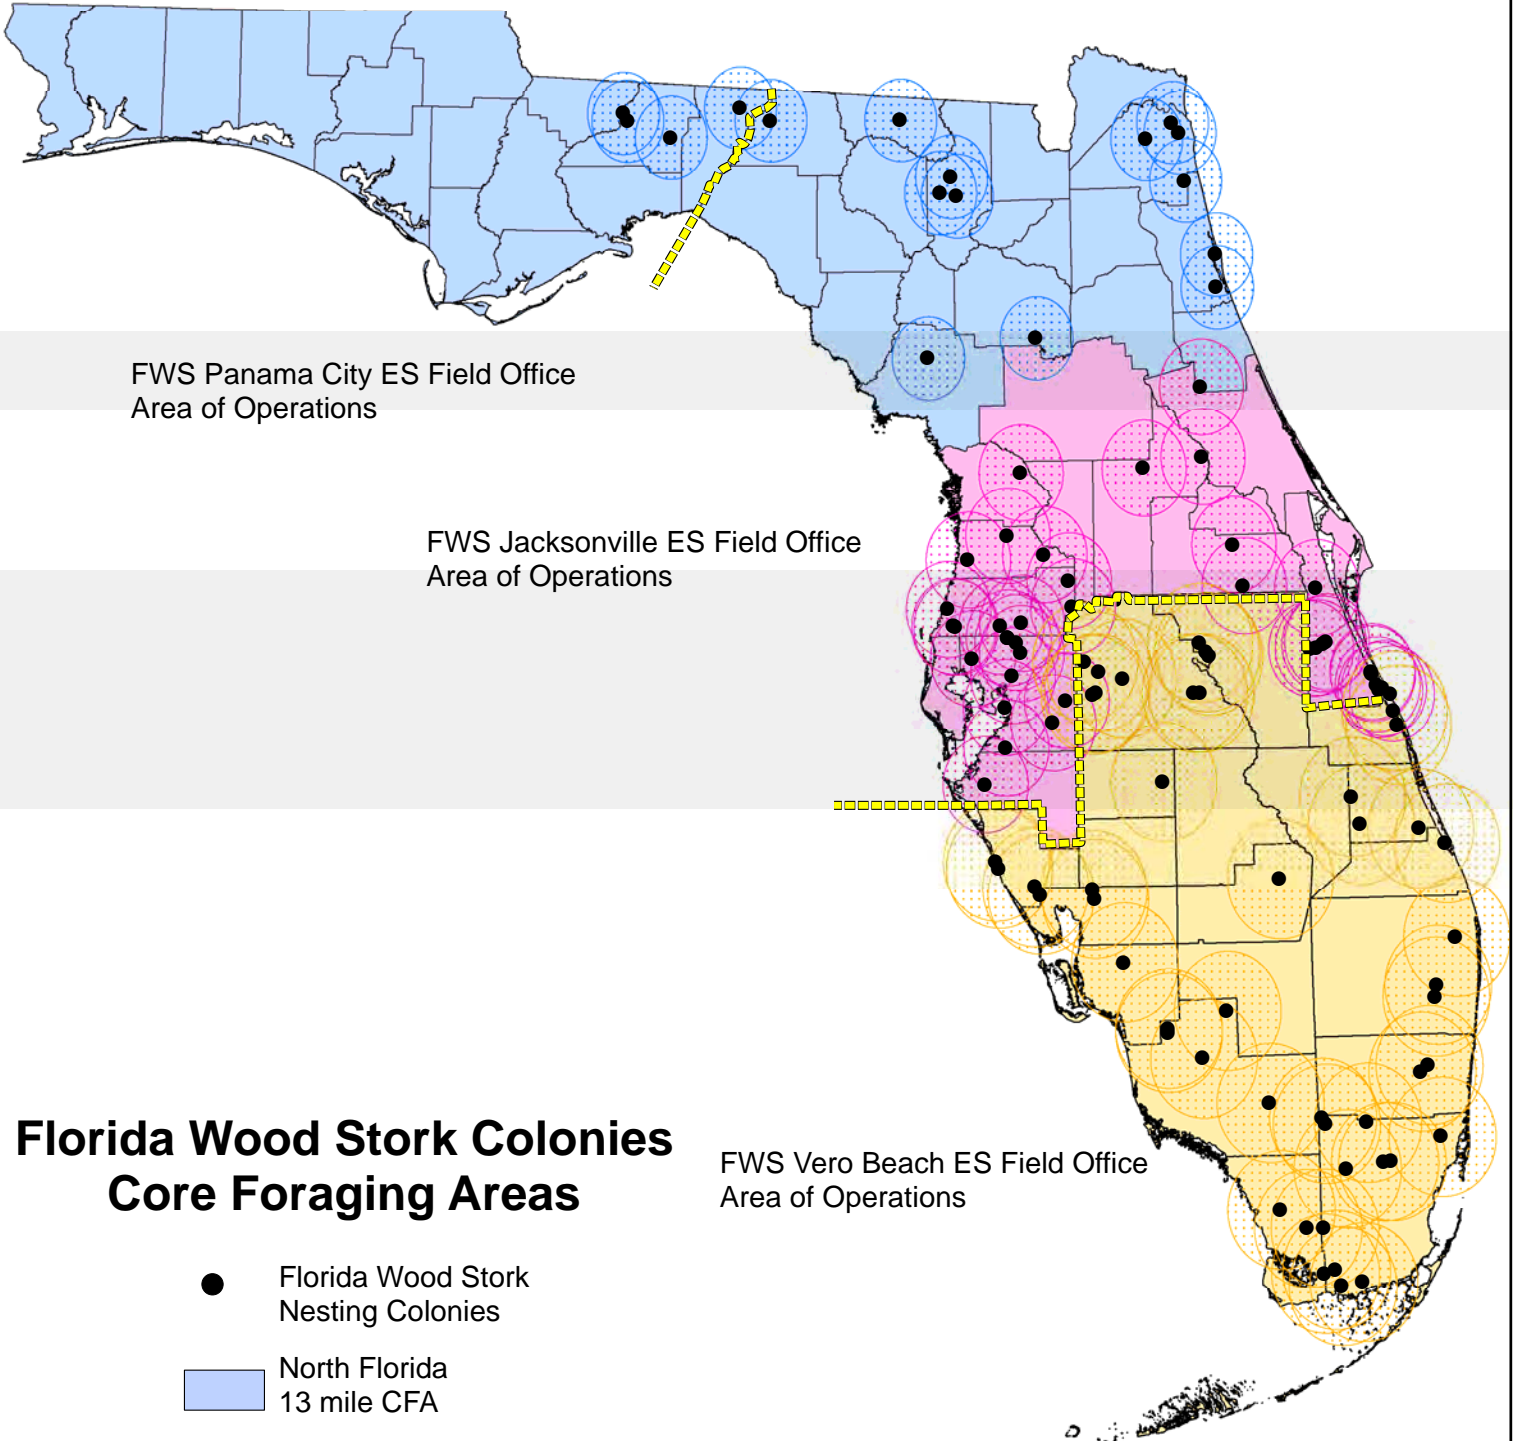 FWS Panama City ES Field Office
Area of Operations
FWS Jacksonville ES Field Office
Area of Operations
FWS Vero Beach ES Field Office
Area of Operations
Florida Wood Stork Colonies
Core Foraging Areas
Florida Wood Stork
Nesting Colonies
North Florida
13 mile CFA